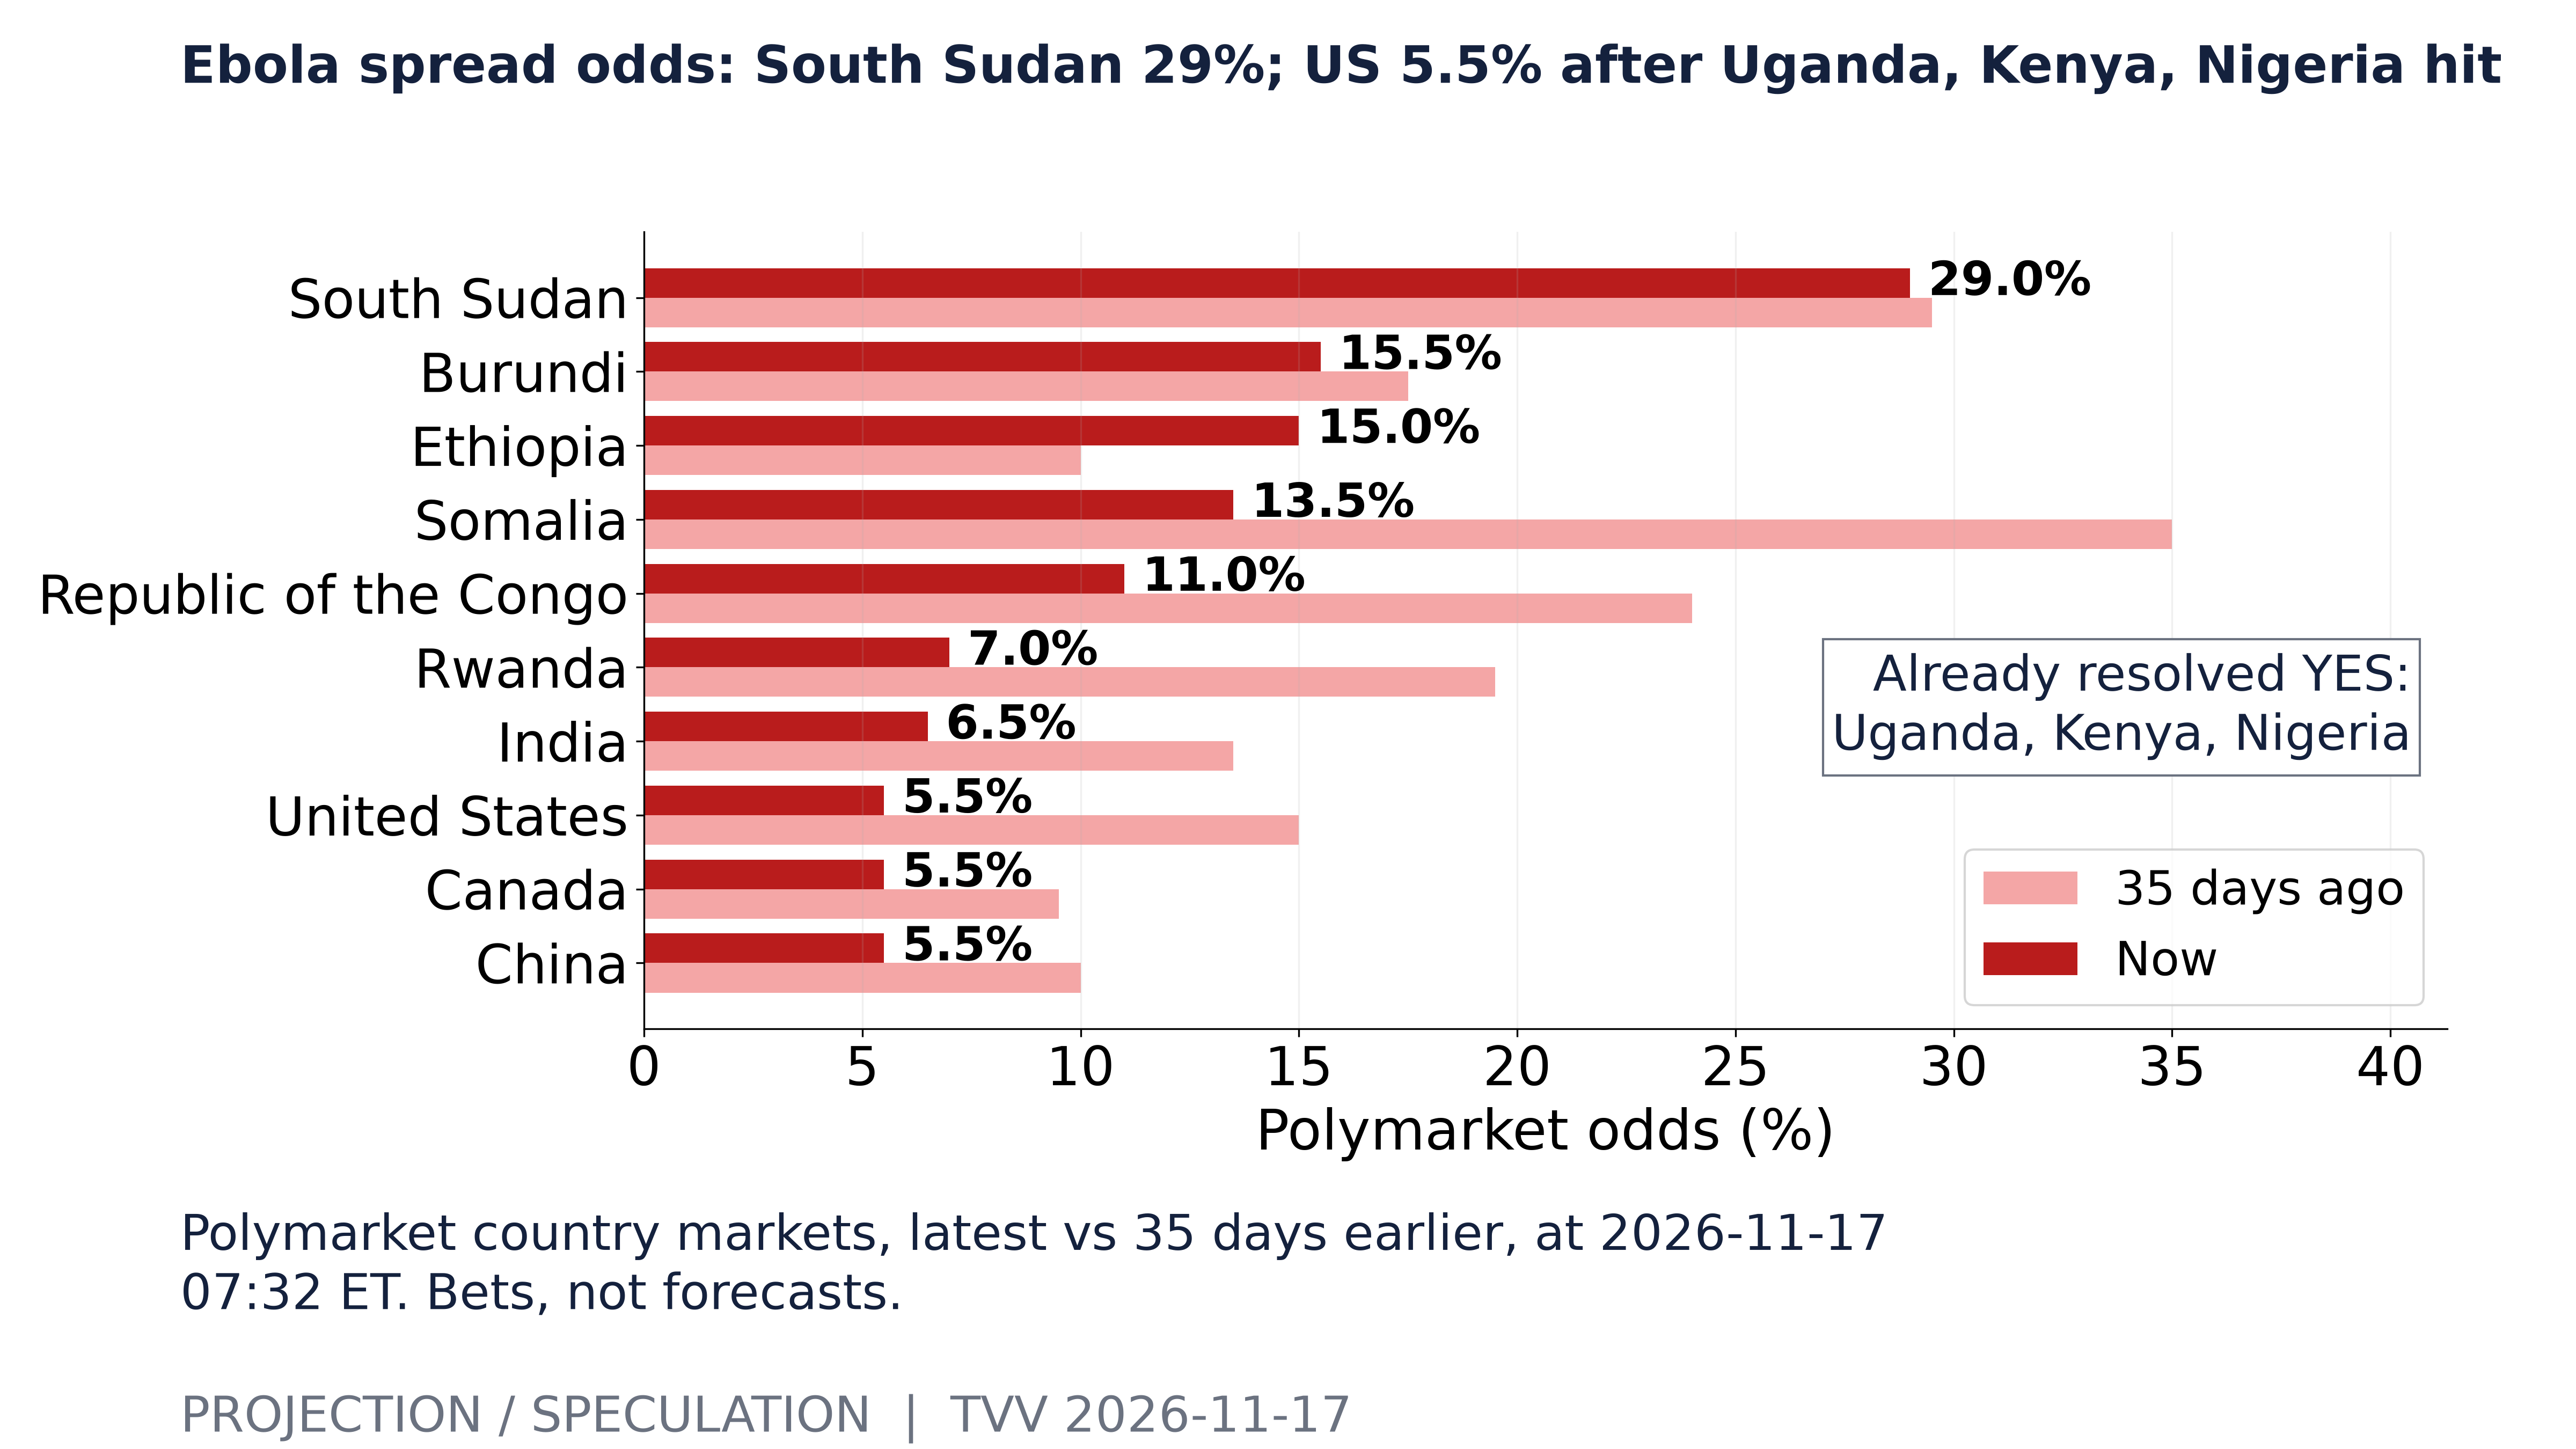 Ebola spread odds: South Sudan 29%; US 5.5% after Uganda, Kenya, Nigeria hit
South Sudan
29.0%
Burundi
15.5%
Ethiopia
15.0%
Somalia
13.5%
Republic of the Congo
11.0%
Rwanda
7.0%
India
6.5%
United States
5.5%
Canada
5.5%
China
5.5%
Already resolved YES:
Uganda, Kenya, Nigeria
35 days ago
Now
0 5 10 15 20 25 30 35 40
Polymarket odds (%)
Polymarket country markets, latest vs 35 days earlier, at 2026-11-17
07:32 ET. Bets, not forecasts.
PROJECTION / SPECULATION | TVV 2026-11-17